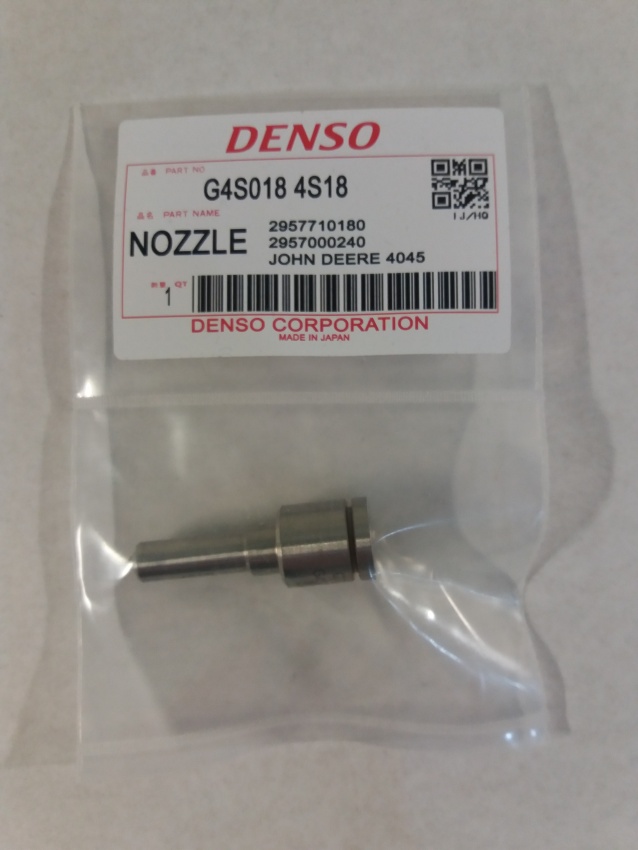 DENSO
品番 PART NO
G4S018 4S18
IJ/HQ
品名 PART NAME
NOZZLE
2957710180
2957000240
JOHN DEERE 4045
数量 QT
1
DENSO CORPORATION
MADE IN JAPAN